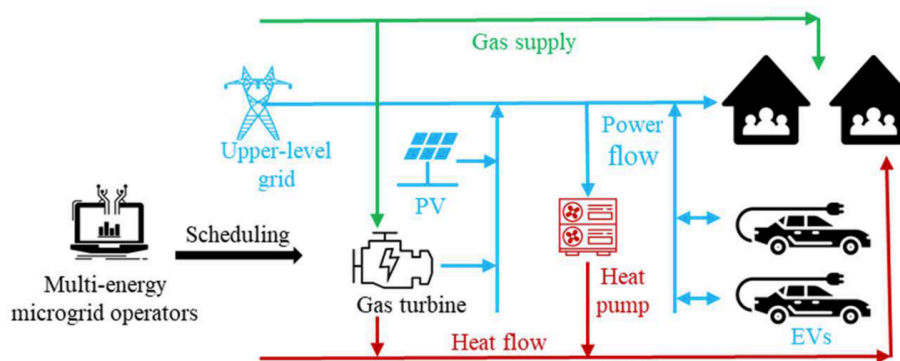 Gas supply
Upper-level
grid
Power
flow
PV
Scheduling
Multi-energy
microgrid operators
Gas turbine
Heat
pump
EVs
Heat flow